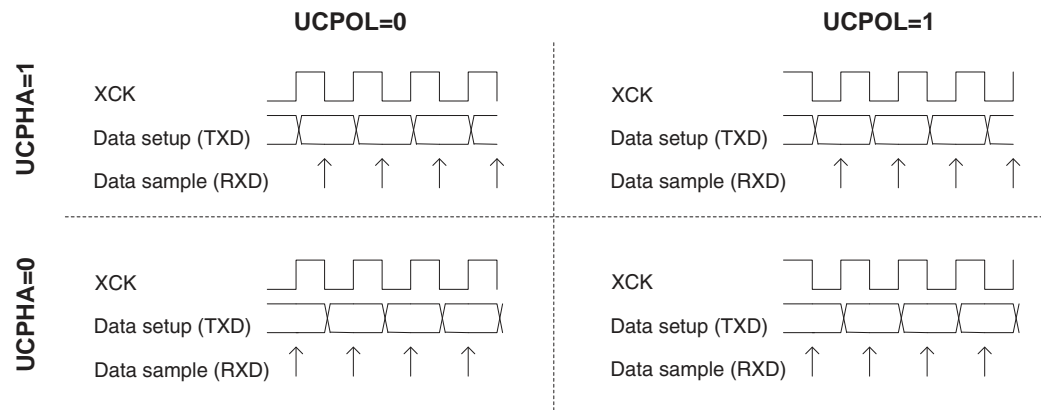 UCPOL=0
UCPOL=1
UCPHA=1
XCK
Data setup (TXD)
Data sample (RXD)
XCK
Data setup (TXD)
Data sample (RXD)
UCPHA=0
XCK
Data setup (TXD)
Data sample (RXD)
XCK
Data setup (TXD)
Data sample (RXD)